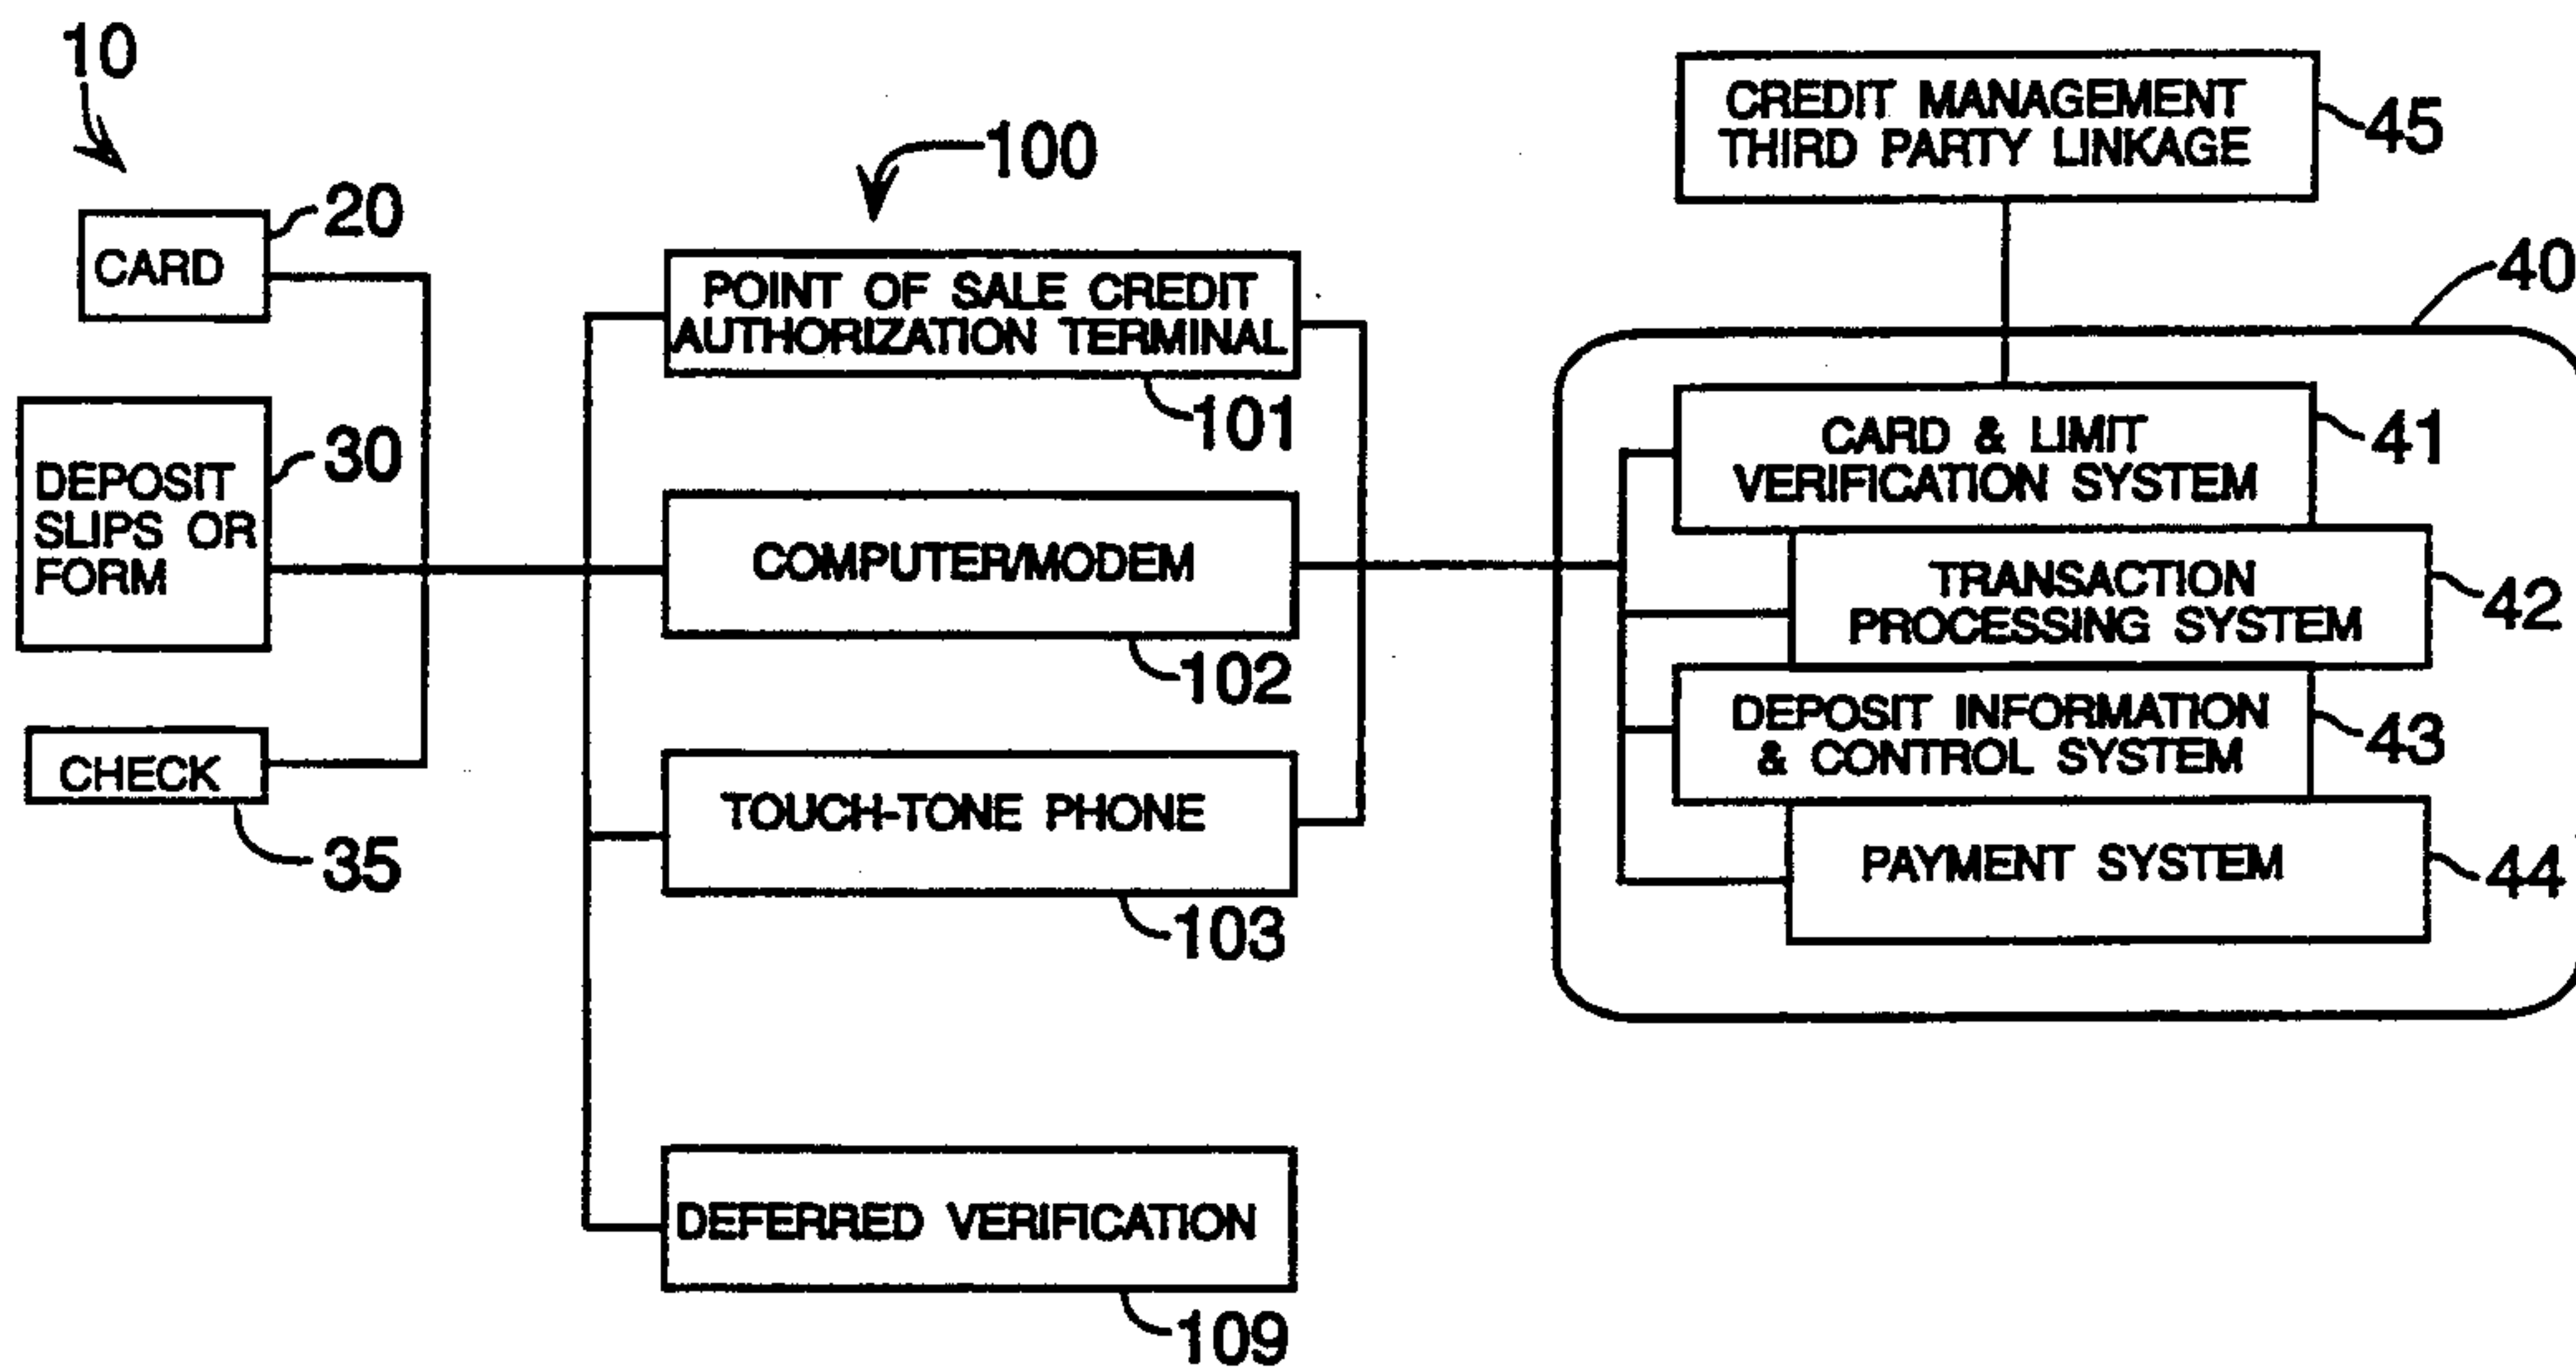 10
20
CARD
30
DEPOSIT
SLIPS OR
FORM
CHECK
35
100
POINT OF SALE CREDIT
AUTHORIZATION TERMINAL
101
COMPUTER/MODEM
102
TOUCH-TONE PHONE
103
DEFERRED VERIFICATION
109
CREDIT MANAGEMENT
THIRD PARTY LINKAGE
45
40
CARD & LIMIT
VERIFICATION SYSTEM
41
TRANSACTION
PROCESSING SYSTEM
42
DEPOSIT INFORMATION
& CONTROL SYSTEM
43
PAYMENT SYSTEM
44